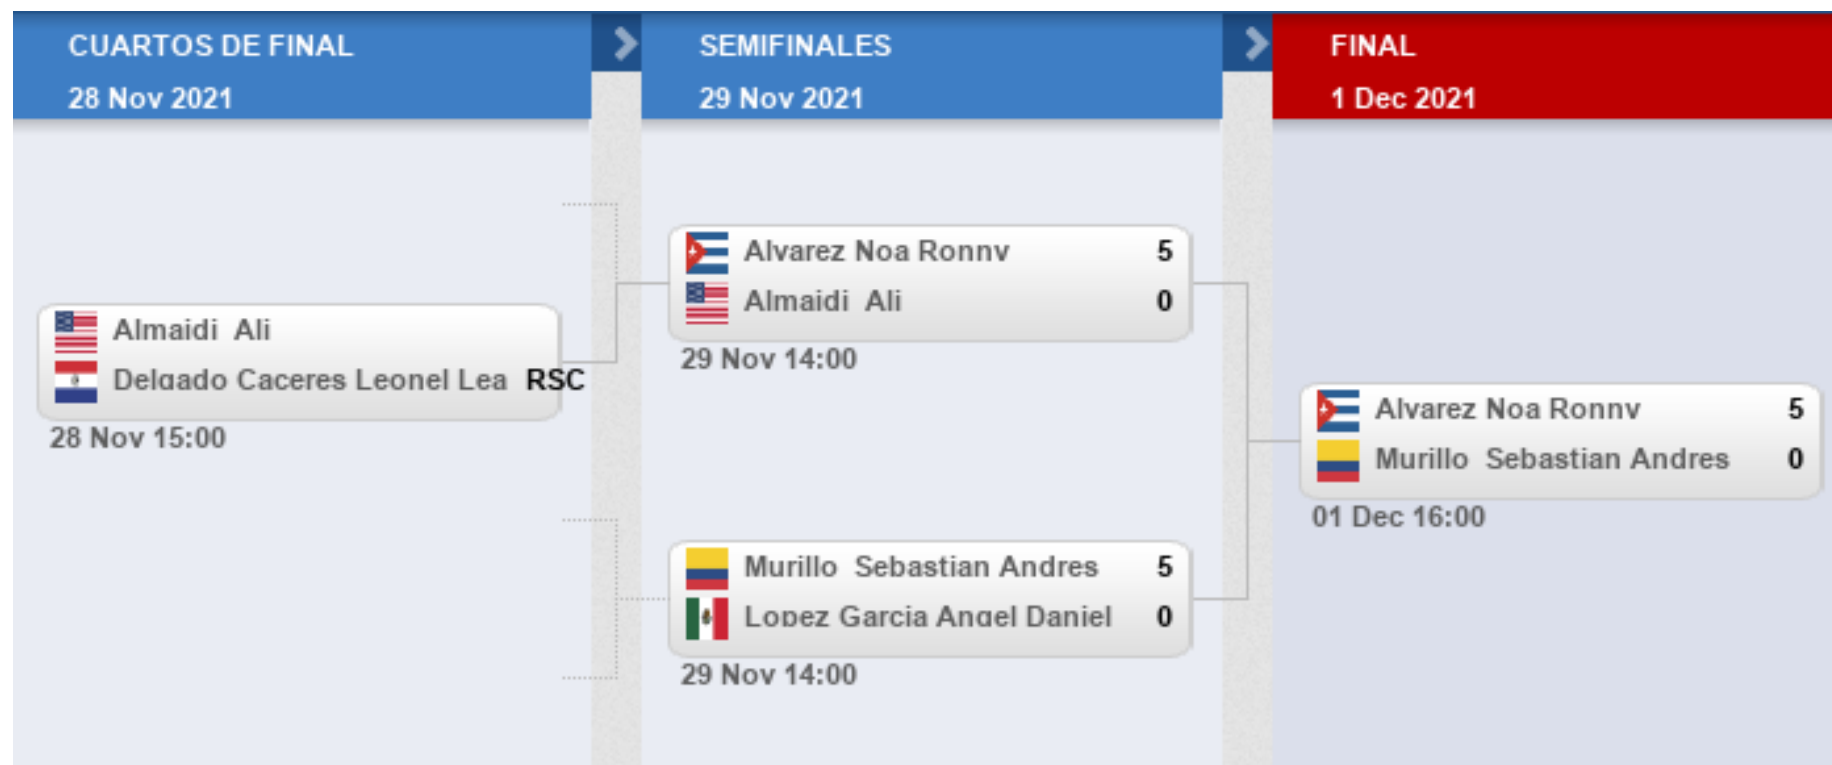 CUARTOS DE FINAL
28 Nov 2021
Almaidi Ali
Delgado Caceres Leonel Lea RSC
28 Nov 15:00
SEMIFINALES
29 Nov 2021
Alvarez Noa Ronny 5
Almaidi Ali 0
29 Nov 14:00
Murillo Sebastian Andres 5
Lopez Garcia Angel Daniel 0
29 Nov 14:00
FINAL
1 Dec 2021
Alvarez Noa Ronny 5
Murillo Sebastian Andres 0
01 Dec 16:00